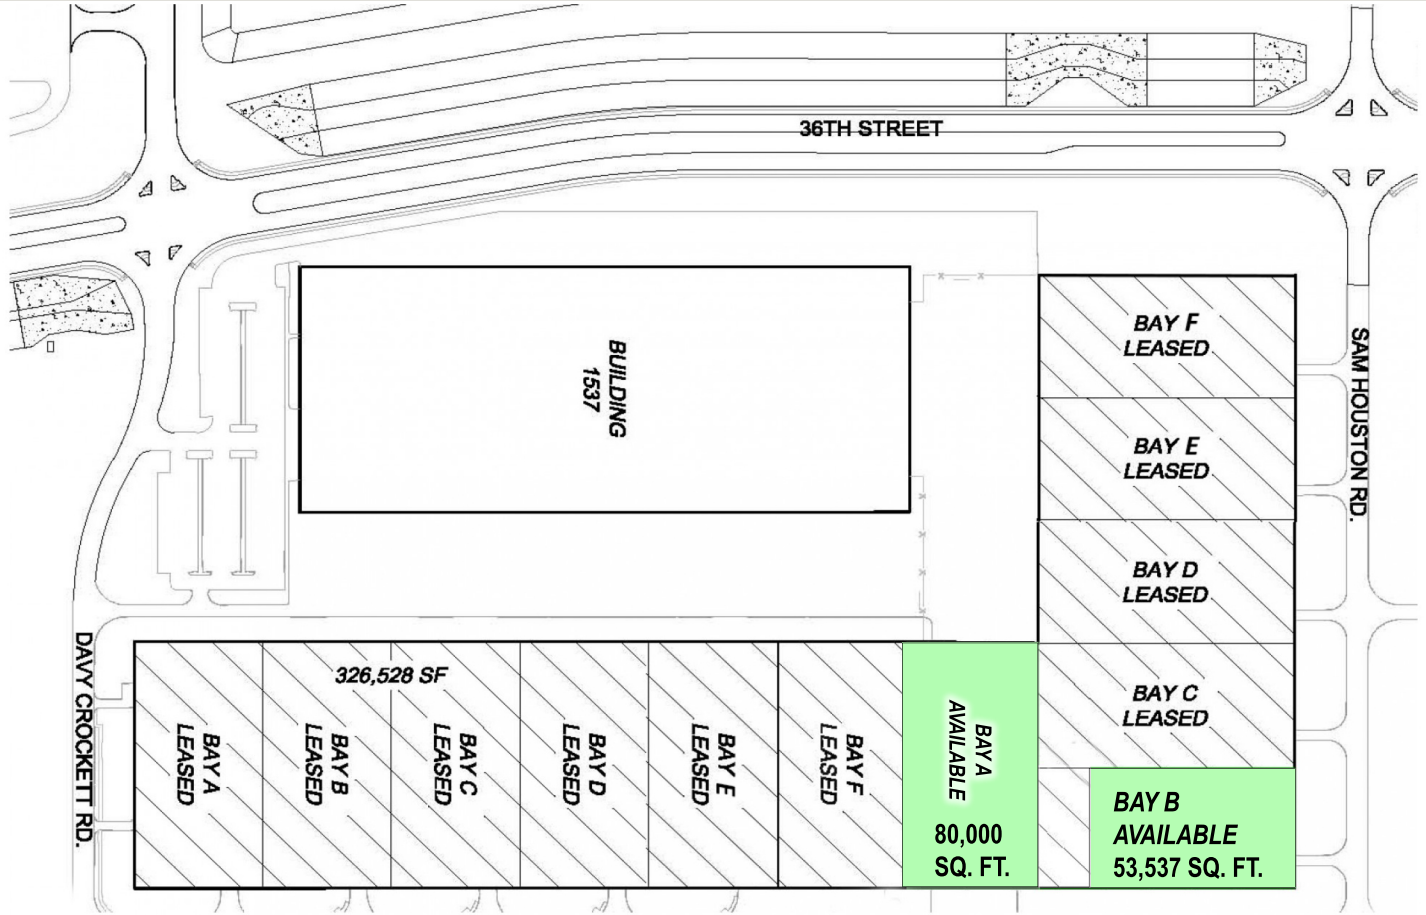 36TH STREET
BUILDING
1537
BAY F
LEASED
BAY E
LEASED
SAM HOUSTON RD.
BAY D
LEASED
BAY C
LEASED
DAVY CROCKETT RD.
326,528 SF
BAY A
LEASED
BAY B
LEASED
BAY C
LEASED
BAY D
LEASED
BAY E
LEASED
BAY F
LEASED
BAY A
AVAILABLE
80,000
SQ. FT.
BAY B
AVAILABLE
53,537 SQ. FT.